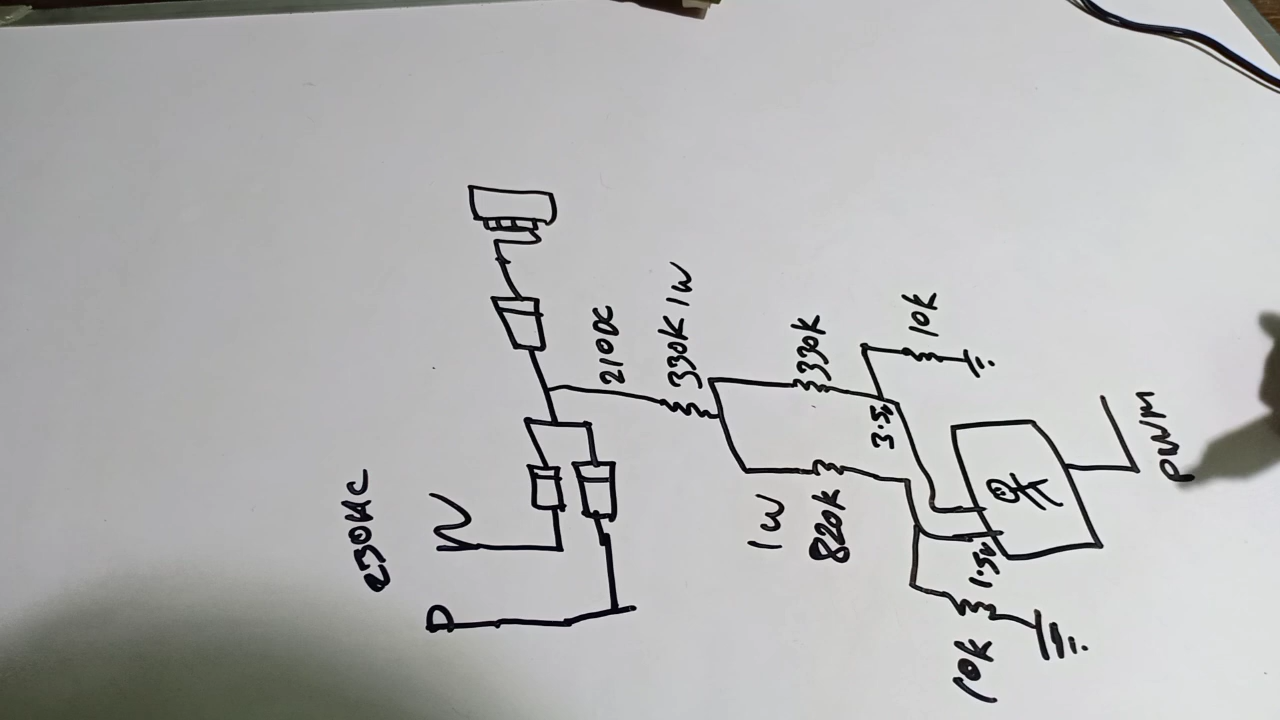 230AC
P
N
210DC
330K 1W
330K
10K
1W
820K
3.5v
1.5v
10K
PWM